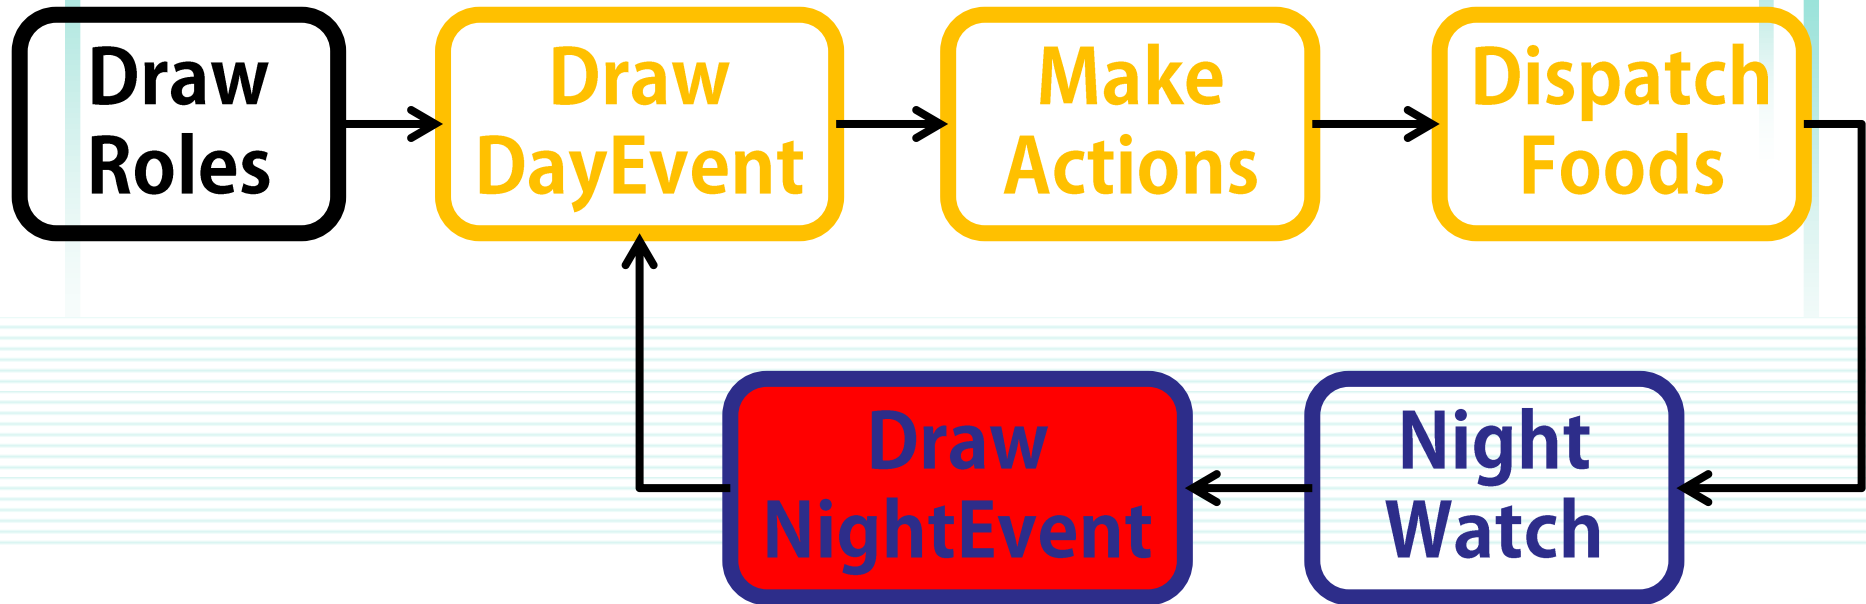 Draw
Roles
Draw
DayEvent
Make
Actions
Dispatch
Foods
Draw
NightEvent
Night
Watch